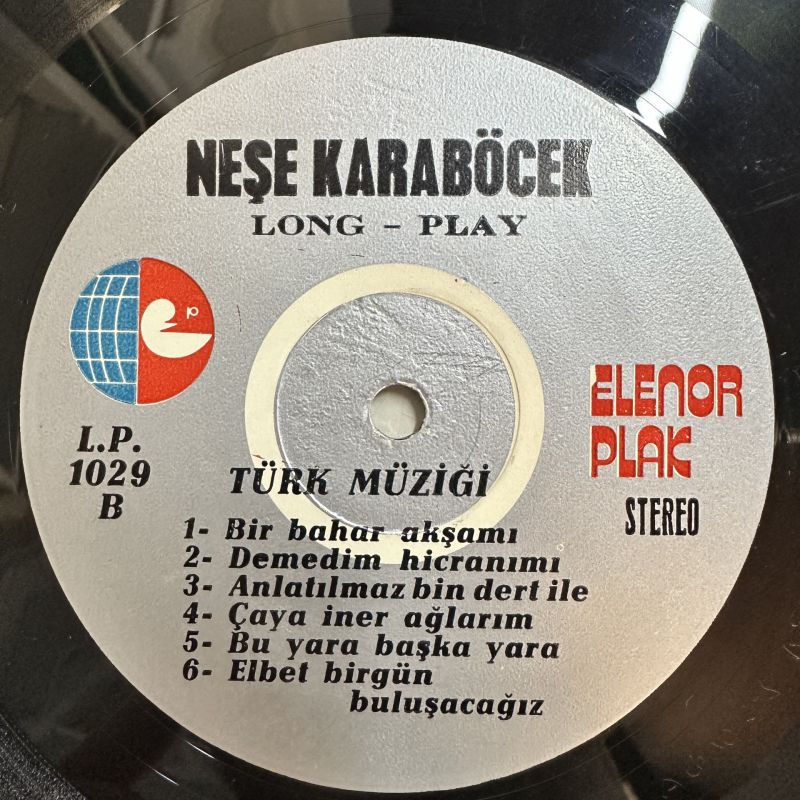 NEŞE KARABÖCEK
LONG - PLAY
p
L.P.
1029
B
ELENOR
PLAK
STEREO
TÜRK MÜZİĞİ
1- Bir bahar akşamı
2- Demedim hicranımı
3- Anlatılmaz bin dert ile
4- Çaya iner ağlarım
5- Bu yara başka yara
6- Elbet birgün
buluşacağız